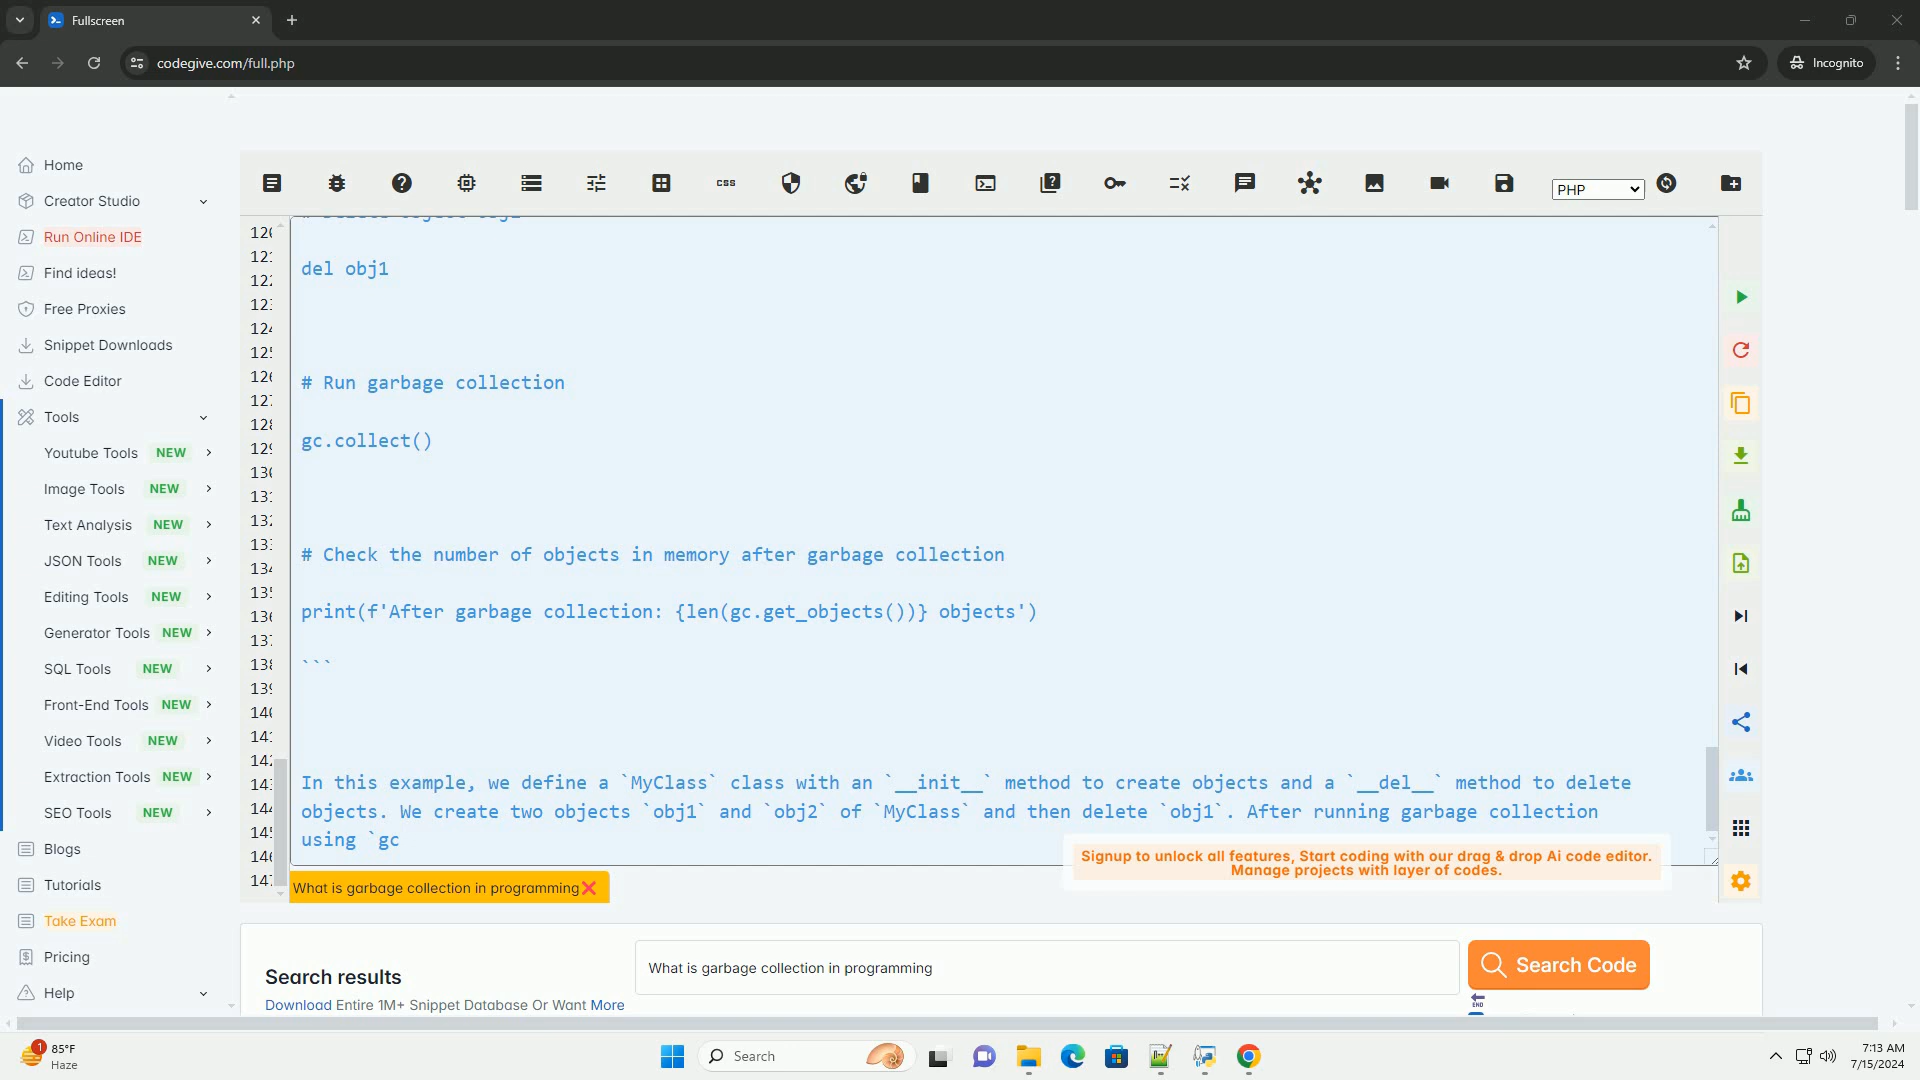 Fullscreen
codegive.com/full.php
Incognito
Home
Creator Studio
Run Online IDE
Find ideas!
Free Proxies
Snippet Downloads
Code Editor
Tools
Youtube Tools NEW
Image Tools NEW
Text Analysis NEW
JSON Tools NEW
Editing Tools NEW
Generator Tools NEW
SQL Tools NEW
Front-End Tools NEW
Video Tools NEW
Extraction Tools NEW
SEO Tools NEW
Blogs
Tutorials
Take Exam
Pricing
Help
css
PHP
del obj1
# Run garbage collection
gc.collect()
# Check the number of objects in memory after garbage collection
print(f'After garbage collection: {len(gc.get_objects())} objects')
```
In this example, we define a `MyClass` class with an `__init__` method to create objects and a `__del__` method to delete
objects. We create two objects `obj1` and `obj2` of `MyClass` and then delete `obj1`. After running garbage collection
using `gc
Signup to unlock all features, Start coding with our drag & drop Ai code editor.
Manage projects with layer of codes.
What is garbage collection in programming
Search results
Download Entire 1M+ Snippet Database Or Want More
What is garbage collection in programming
Search Code
END
1
85°F
Haze
Search
7:13 AM
7/15/2024